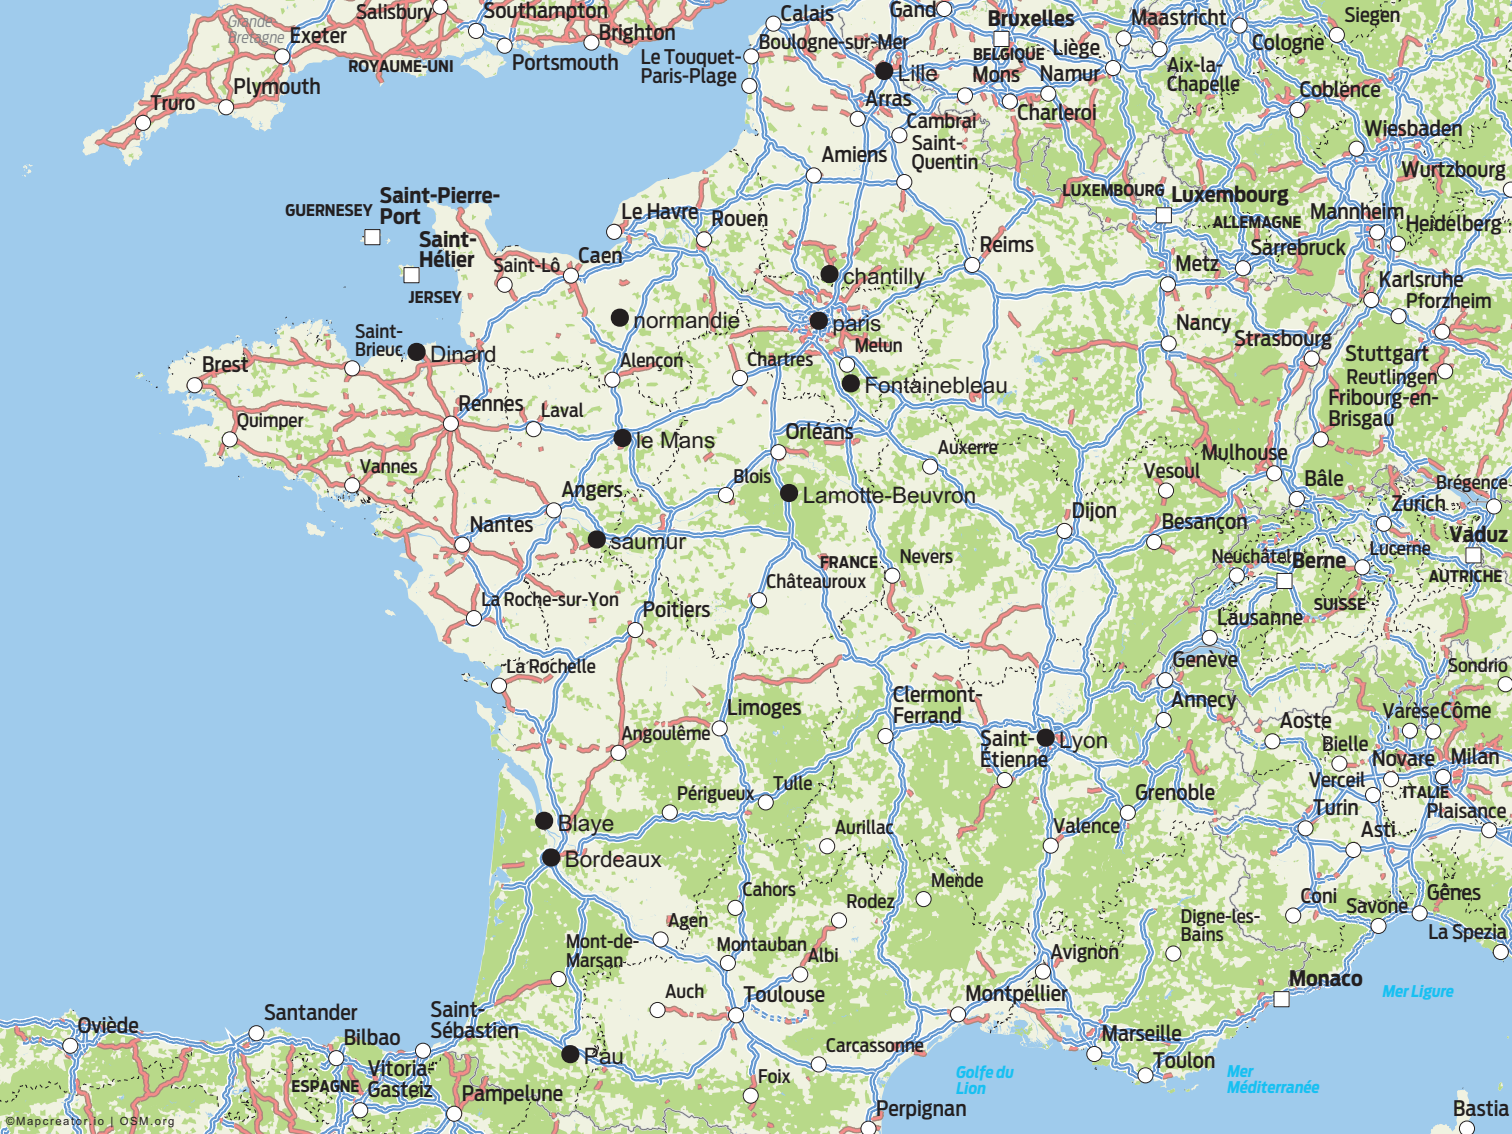 Grande
Bretagne
Salisbury
Southampton
Exeter
Brighton
ROYAUME-UNI
Portsmouth
Plymouth
Truro
Calais
Gand
Bruxelles
Maastricht
Siegen
Boulogne-sur-Mer
BELGIQUE
Liège
Cologne
Le Touquet-
Paris-Plage
Lille
Mons
Namur
Aix-la-
Chapelle
Arras
Charleroi
Coblence
Cambrai
Wiesbaden
Amiens
Saint-
Quentin
Wurtzbourg
GUERNESEY
Saint-Pierre-
Port
LUXEMBOURG
Luxembourg
Le Havre
Rouen
ALLEMAGNE
Mannheim
Heidelberg
Saint-
Hélier
Reims
Sarrebruck
Saint-Lô
Caen
Metz
JERSEY
chantilly
Karlsruhe
Pforzheim
normandie
paris
Nancy
Strasbourg
Saint-
Brieuc
Dinard
Melun
Stuttgart
Brest
Alençon
Chartres
Reutlingen
Fontainebleau
Fribourg-en-
Brisgau
Rennes
Laval
Quimper
le Mans
Orléans
Auxerre
Mulhouse
Vannes
Blois
Vesoul
Bâle
Brégence
Angers
Lamotte-Beuvron
Zurich
Dijon
Besançon
Nantes
saumur
Vaduz
Lucerne
FRANCE
Nevers
Neuchâtel
Berne
AUTRICHE
Châteauroux
SUISSE
La Roche-sur-Yon
Poitiers
Lausanne
La Rochelle
Genève
Sondrio
Clermont-
Ferrand
Annecy
Limoges
Aoste
Varèse
Côme
Angoulême
Saint-
Étienne
Lyon
Bielle
Novare
Milan
Périgueux
Tulle
Verceil
ITALIE
Grenoble
Turin
Plaisance
Blaye
Aurillac
Valence
Asti
Bordeaux
Cahors
Mende
Coni
Gênes
Rodez
Savone
Agen
Digne-les-
Bains
La Spezia
Mont-de-
Marsan
Montauban
Albi
Avignon
Monaco
Auch
Toulouse
Montpellier
Mer Ligure
Santander
Saint-
Sébastien
Oviède
Bilbao
Marseille
Carcassonne
Pau
Toulon
Vitoria-
Gasteiz
Foix
Golfe du
Lion
Mer
Méditerranée
ESPAGNE
Pampelune
Perpignan
Bastia
©Mapcreator.io | OSM.org